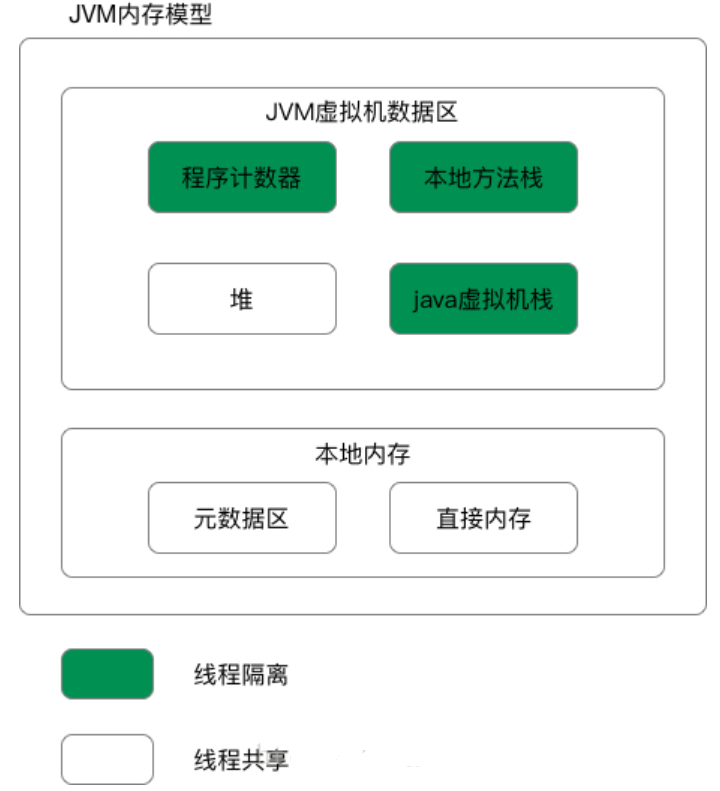 JVM内存模型
JVM虚拟机数据区
程序计数器
本地方法栈
堆
java虚拟机栈
本地内存
元数据区
直接内存
线程隔离
线程共享